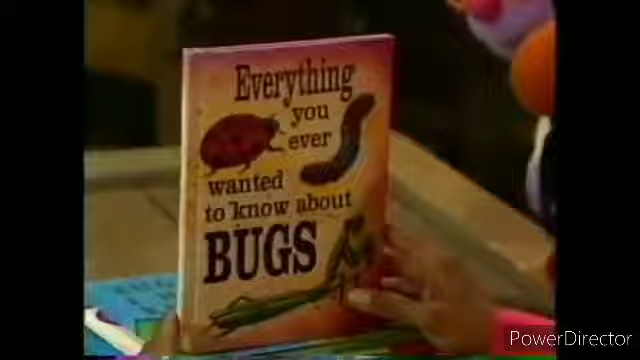 Everything
you
ever
wanted
to know about
BUGS
PowerDirector